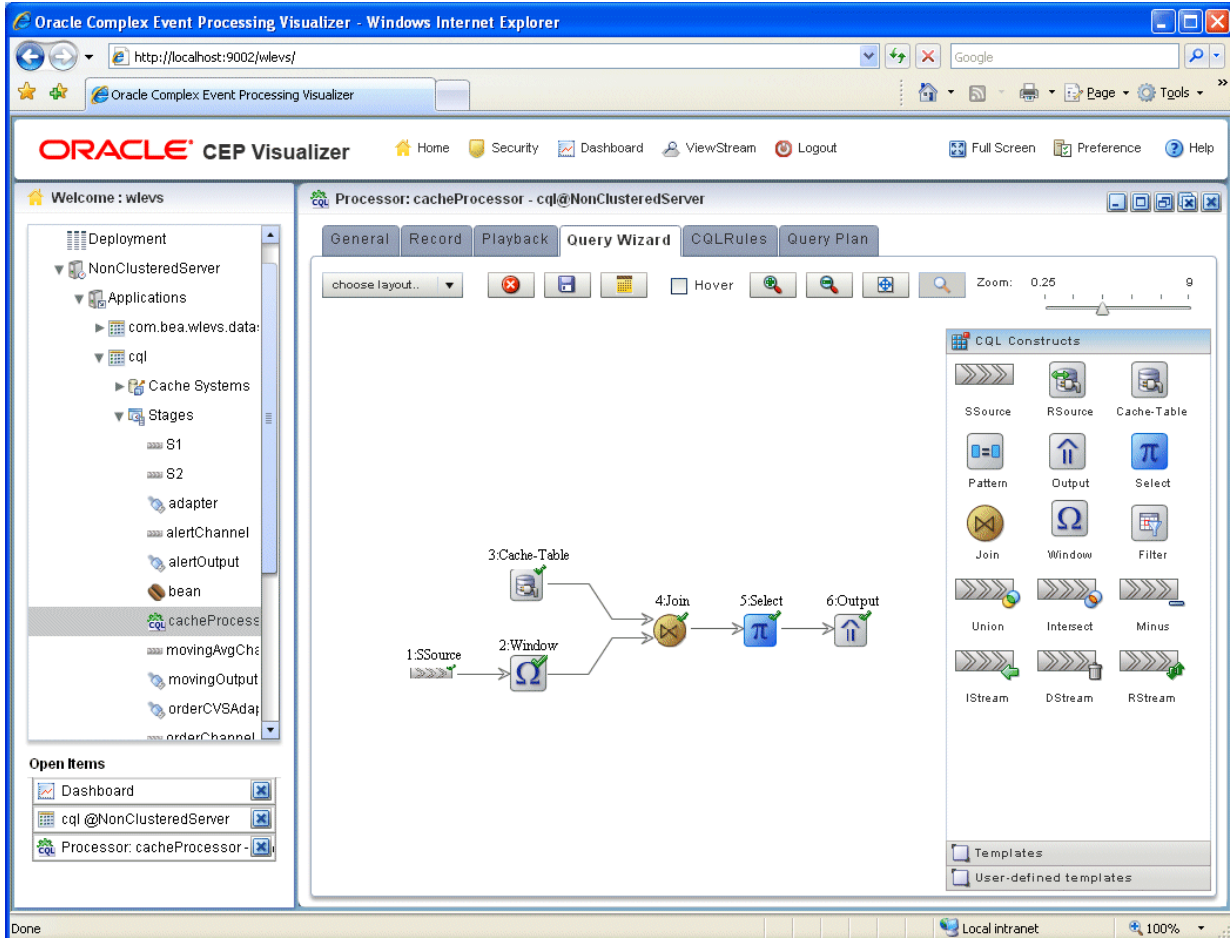 Oracle Complex Event Processing Visualizer - Windows Internet Explorer
http://localhost:9002/wlevs/
Google
Oracle Complex Event Processing Visualizer
Page
Tools
ORACLE CEP Visualizer
Home
Security
Dashboard
ViewStream
Logout
Full Screen
Preference
Help
Welcome : wlevs
Deployment
NonClusteredServer
Applications
com.bea.wlevs.data:
cql
Cache Systems
Stages
S1
S2
adapter
alertChannel
alertOutput
bean
cacheProcess
movingAvgCha
movingOutput
orderCVSAdap
orderChannel
Open Items
Dashboard
cql @NonClusteredServer
Processor: cacheProcessor -
Processor: cacheProcessor - cql@NonClusteredServer
General
Record
Playback
Query Wizard
CQLRules
Query Plan
choose layout..
Hover
Zoom:
0.25
9
3:Cache-Table
4:Join
5:Select
6:Output
1:SSource
2:Window
CQL Constructs
SSource
RSource
Cache-Table
Pattern
Output
Select
Join
Window
Filter
Union
Intersect
Minus
IStream
DStream
RStream
Templates
User-defined templates
Done
Local intranet
100%